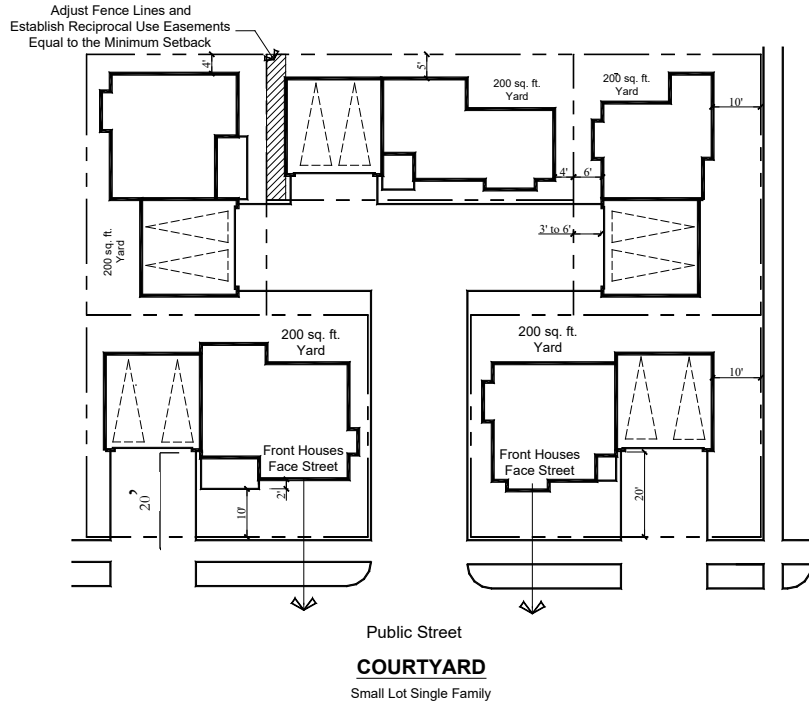 Adjust Fence Lines and
Establish Reciprocal Use Easements
Equal to the Minimum Setback
4'
5'
200 sq. ft.
Yard
200 sq. ft.
Yard
10'
4'
6'
3' to 6'
200 sq. ft.
Yard
200 sq. ft.
Yard
200 sq. ft.
Yard
10'
Front Houses
Face Street
Front Houses
Face Street
20'
10'
2'
20'
Public Street
COURTYARD
Small Lot Single Family